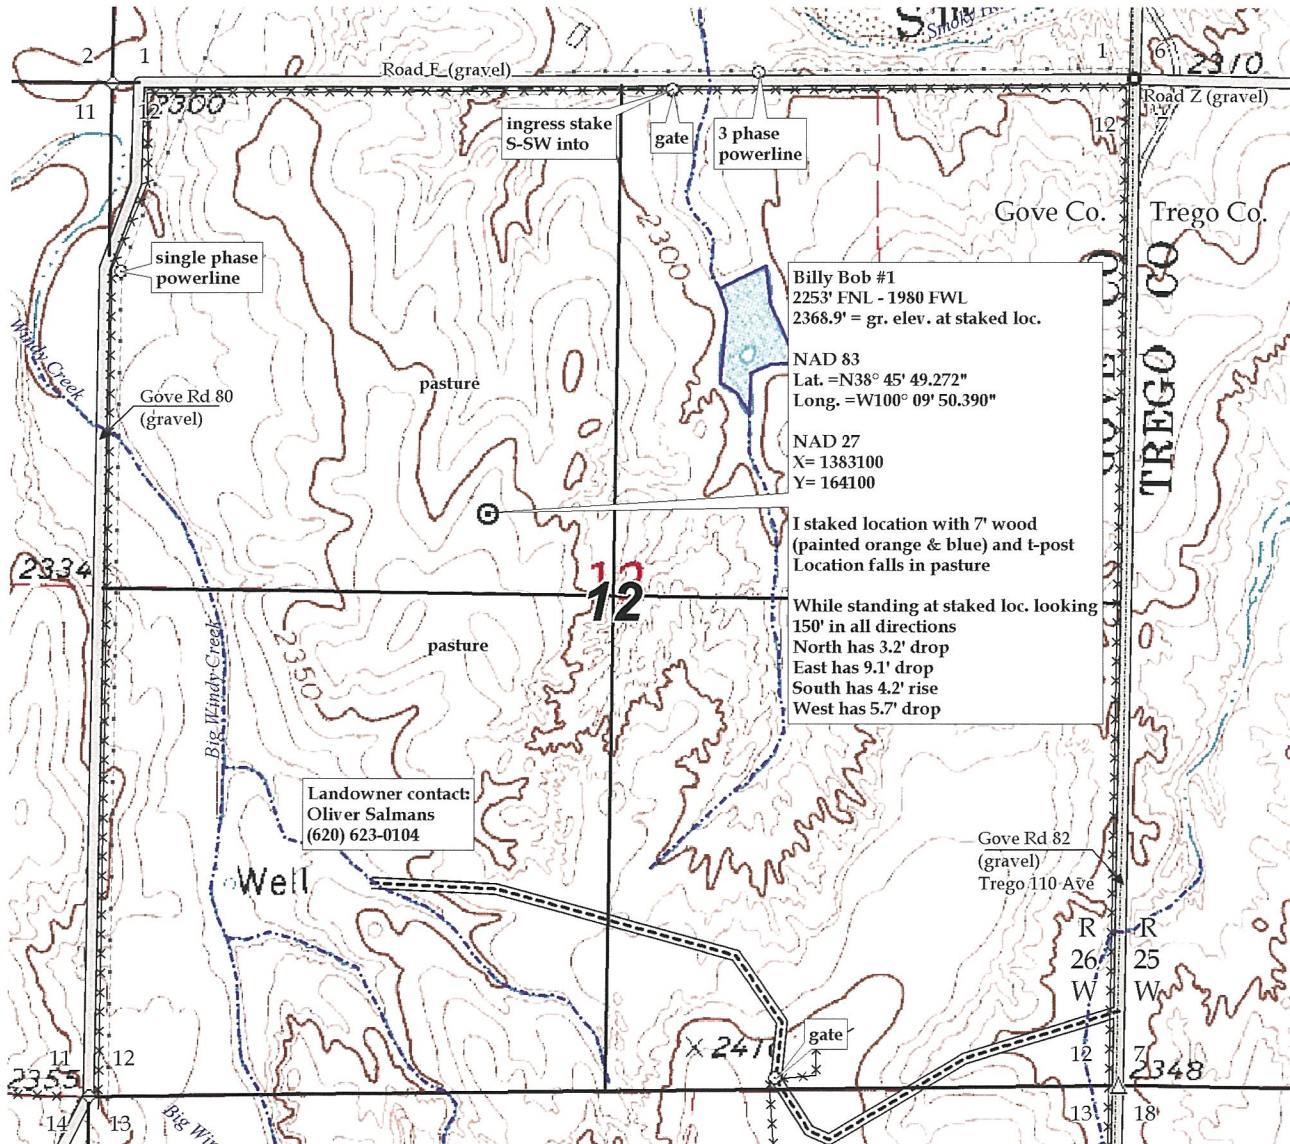 Smoky H
2
1
1
6
2310
Road E (gravel)
Road Z (gravel)
11
12
2300
12
7
ingress stake
S-SW into
gate
3 phase
powerline
Gove Co.
Trego Co.
2300
single phase
powerline
Billy Bob #1
2253' FNL - 1980 FWL
2368.9' = gr. elev. at staked loc.
NAD 83
Lat. =N38° 45' 49.272"
Long. =W100° 09' 50.390"
NAD 27
X= 1383100
Y= 164100
I staked location with 7' wood
(painted orange & blue) and t-post
Location falls in pasture
While standing at staked loc. looking
150' in all directions
North has 3.2' drop
East has 9.1' drop
South has 4.2' rise
West has 5.7' drop
TREGO CO
Windy Creek
pasture
Gove Rd 80
(gravel)
2334
12
12
pasture
2350
Big Windy Creek
Landowner contact:
Oliver Salmans
(620) 623-0104
Well
Gove Rd 82
(gravel)
Trego 110 Ave
R
26
W
R
25
W
gate
2410
11
12
12
7
2355
2348
14
13
13
18
Big Win